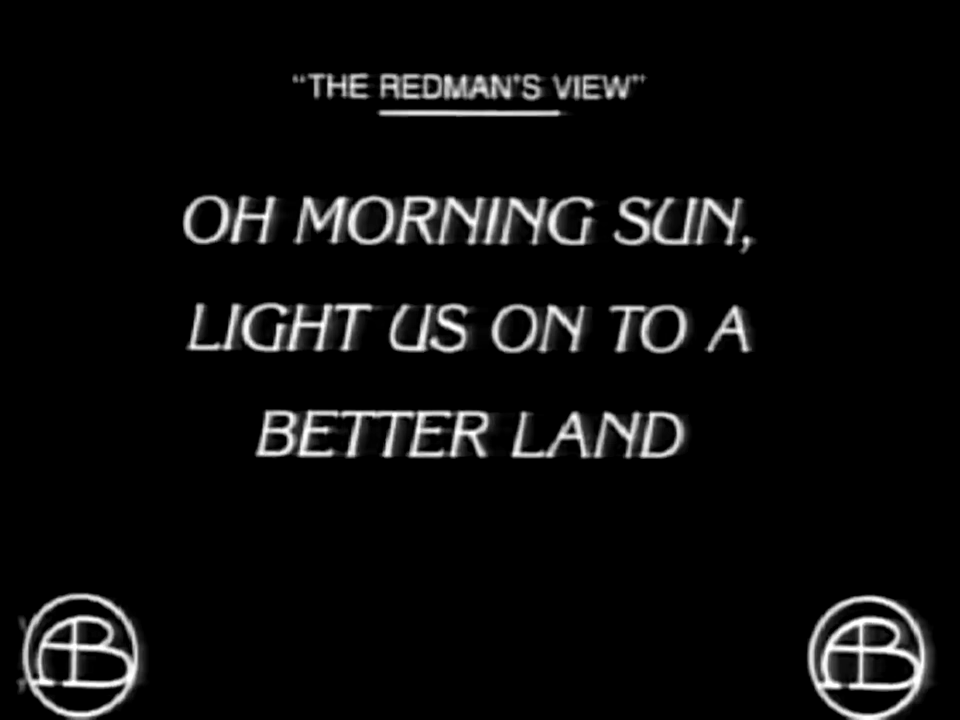 "THE REDMAN'S VIEW"
OH MORNING SUN,
LIGHT US ON TO A
BETTER LAND
AB AB